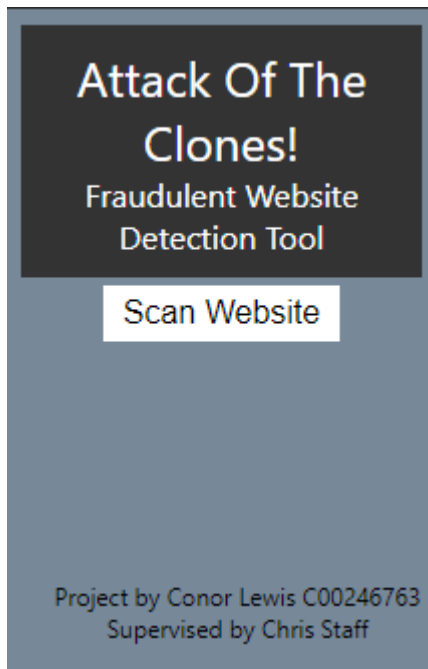 Attack Of The
Clones!
Fraudulent Website
Detection Tool
Scan Website
Project by Conor Lewis C00246763
Supervised by Chris Staff